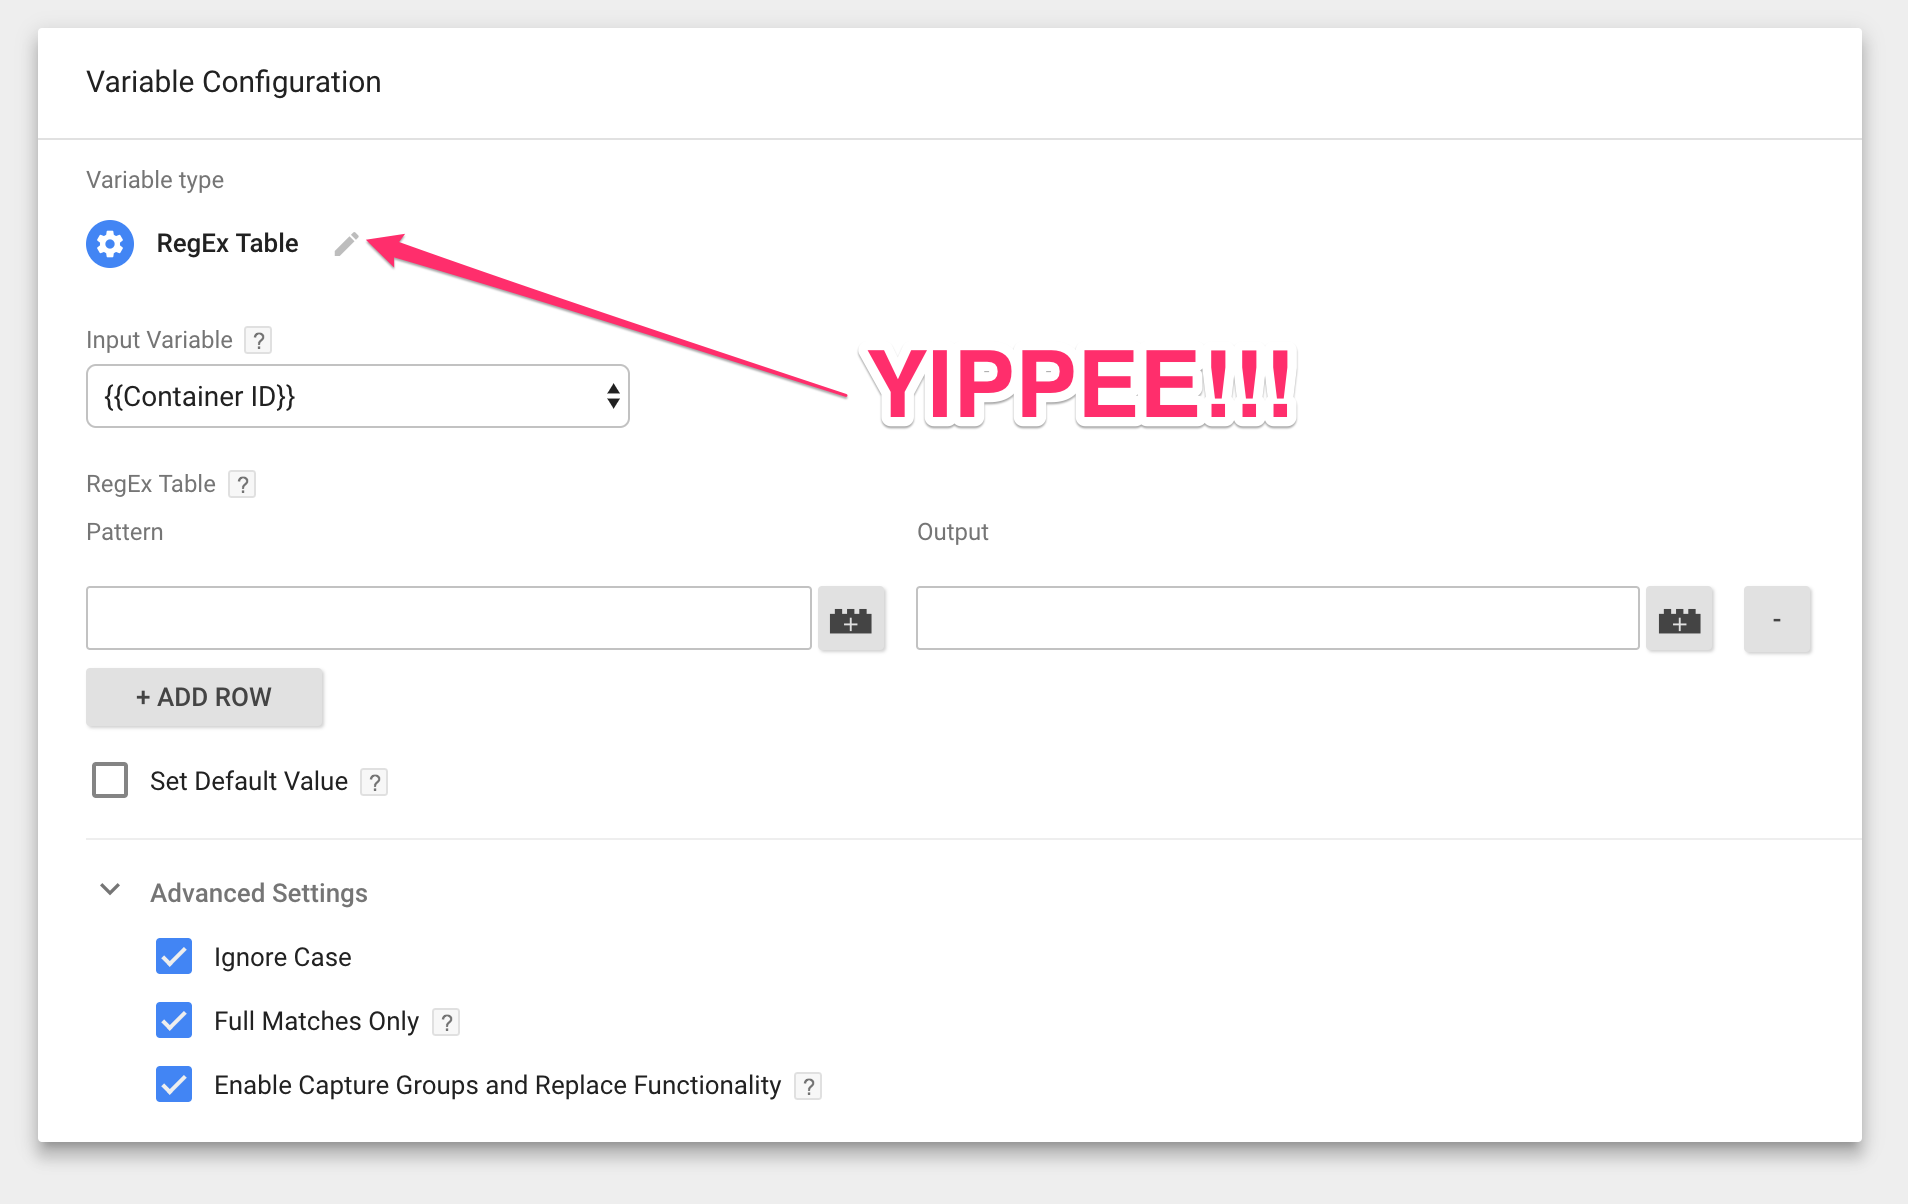 Variable Configuration
Variable type
RegEx Table
Input Variable ?
{{Container ID}}
YIPPEE!!!
RegEx Table ?
Pattern Output
-
+ ADD ROW
Set Default Value ?
Advanced Settings
Ignore Case
Full Matches Only ?
Enable Capture Groups and Replace Functionality ?